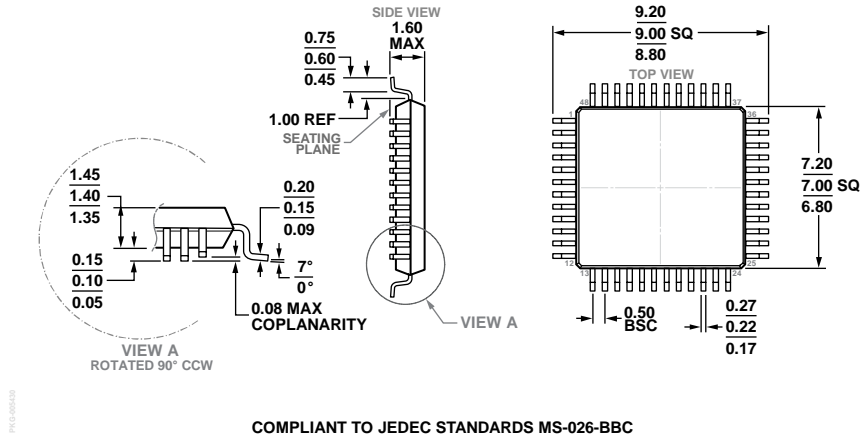 SIDE VIEW
1.60
MAX
0.75
0.60
0.45
1.00 REF
SEATING
PLANE
9.20
9.00 SQ
8.80
TOP VIEW
48
37
1
36
12
25
13
24
7.20
7.00 SQ
6.80
1.45
1.40
1.35
0.20
0.15
0.09
0.15
0.10
0.05
7°
0°
0.08 MAX
COPLANARITY
VIEW A
ROTATED 90° CCW
VIEW A
0.50
BSC
0.27
0.22
0.17
COMPLIANT TO JEDEC STANDARDS MS-026-BBC